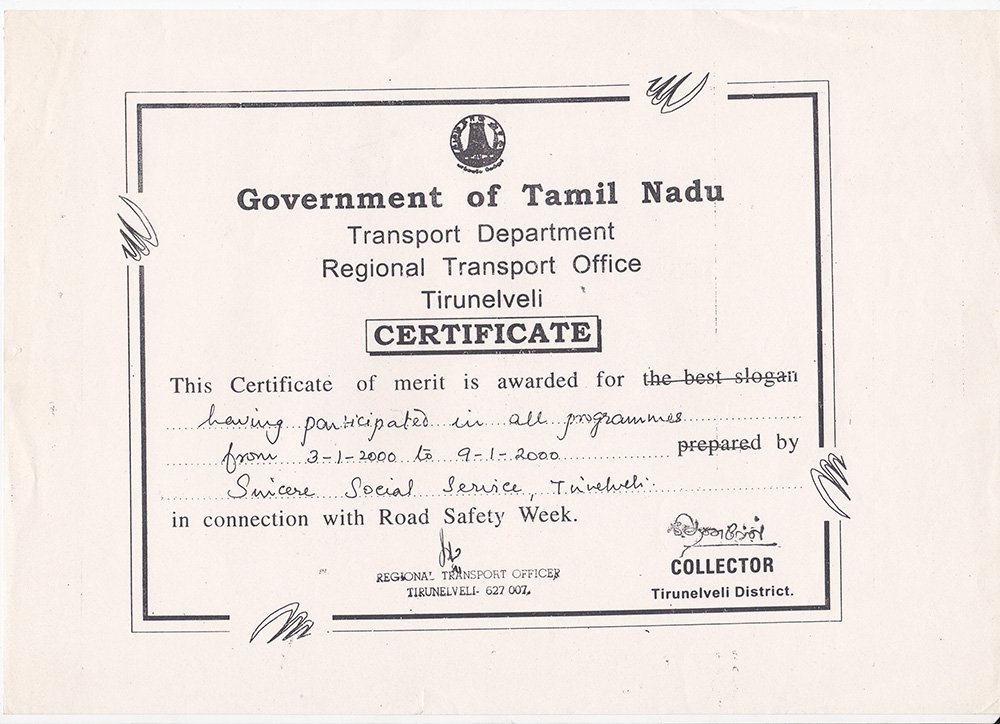 Government of Tamil Nadu
Transport Department
Regional Transport Office
Tirunelveli
CERTIFICATE
This Certificate of merit is awarded for the best slogan
having participated in all programmes
from 3-1-2000 to 9-1-2000 prepared by
Sincere Social Service, Tirunelveli.
in connection with Road Safety Week.
REGIONAL TRANSPORT OFFICER
TIRUNELVELI- 627 007.
COLLECTOR
Tirunelveli District.